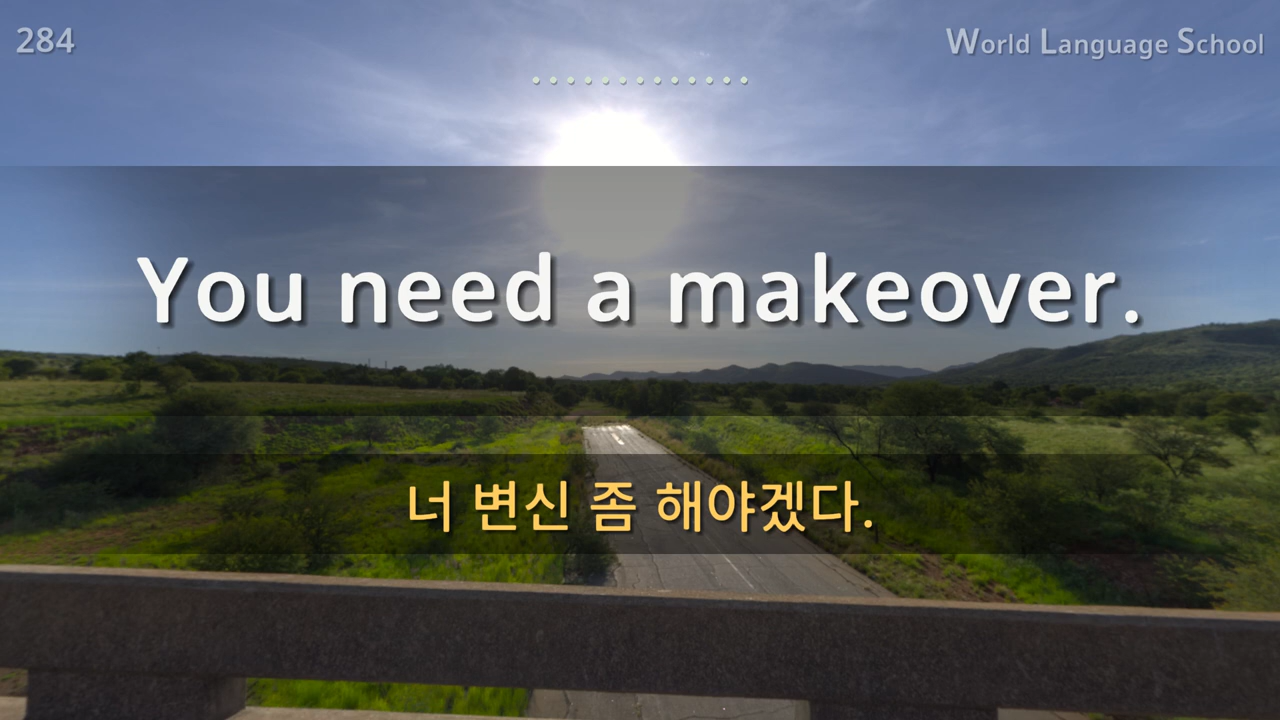 284
World Language School
You need a makeover.
너 변신 좀 해야겠다.